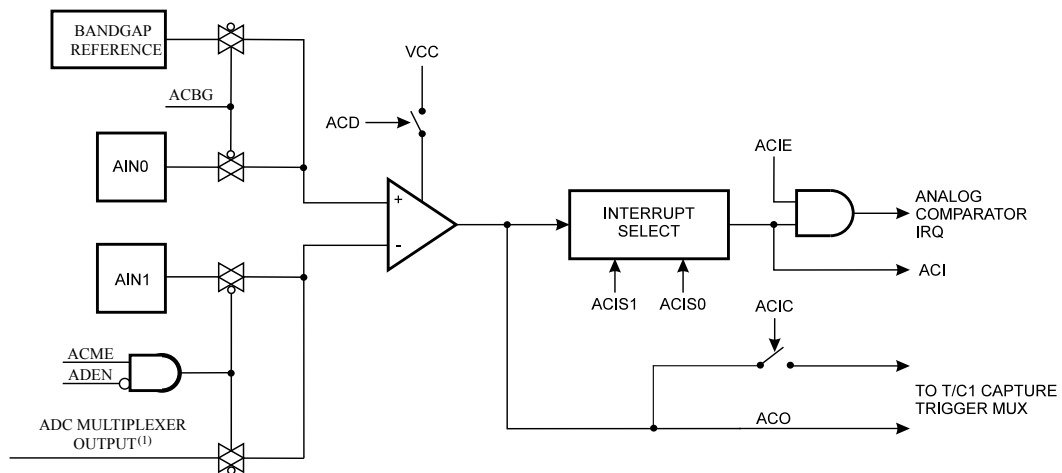 BANDGAP
REFERENCE
ACBG
AIN0
VCC
ACD
+
-
AIN1
ACME
ADEN
ADC MULTIPLEXER
OUTPUT(1)
INTERRUPT
SELECT
ACIS1 ACIS0
ACIE
ANALOG
COMPARATOR
IRQ
ACI
ACIC
TO T/C1 CAPTURE
TRIGGER MUX
ACO